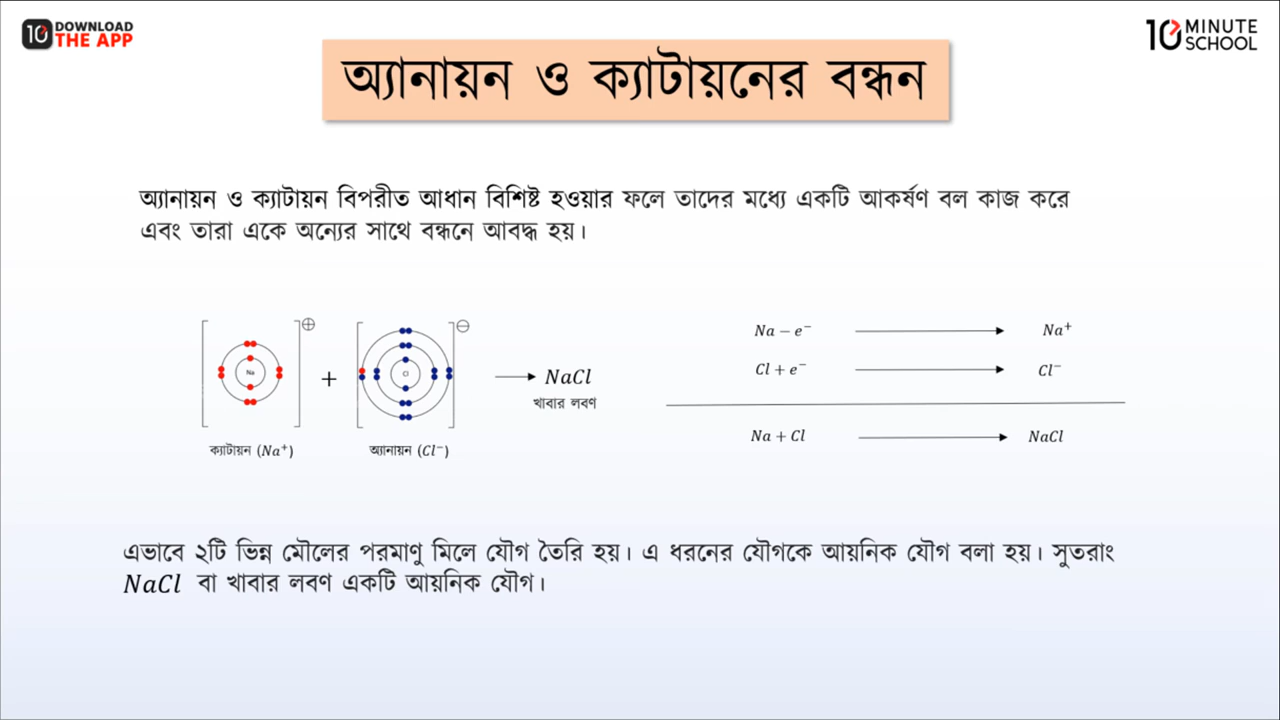 10 DOWNLOAD
THE APP
10 MINUTE
SCHOOL
অ্যানায়ন ও ক্যাটায়নের বন্ধন
অ্যানায়ন ও ক্যাটায়ন বিপরীত আধান বিশিষ্ট হওয়ার ফলে তাদের মধ্যে একটি আকর্ষণ বল কাজ করে
এবং তারা একে অন্যের সাথে বন্ধনে আবদ্ধ হয়।
Na
⊕
+
Cl
⊖
NaCl
খাবার লবণ
ক্যাটায়ন (Na⁺)
অ্যানায়ন (Cl⁻)
Na − e⁻ ⟶ Na⁺
Cl + e⁻ ⟶ Cl⁻
Na + Cl ⟶ NaCl
এভাবে ২টি ভিন্ন মৌলের পরমাণু মিলে যৌগ তৈরি হয়। এ ধরনের যৌগকে আয়নিক যৌগ বলা হয়। সুতরাং
NaCl বা খাবার লবণ একটি আয়নিক যৌগ।